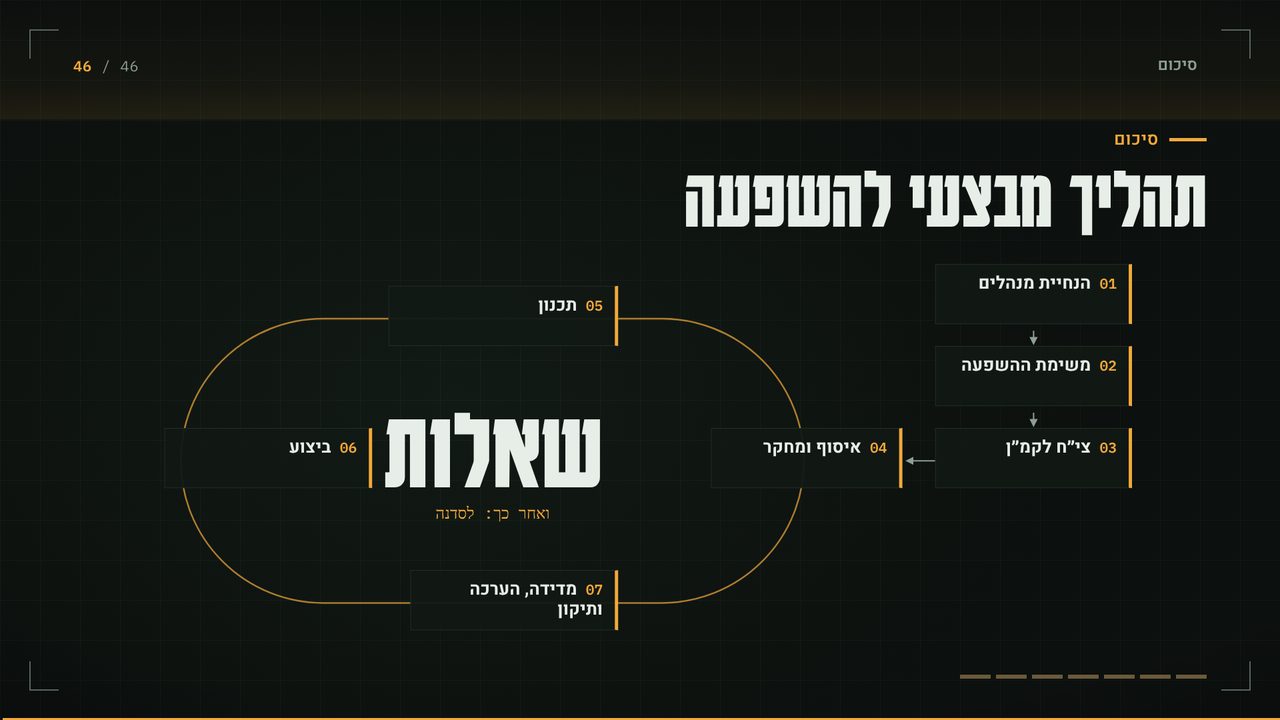 סיכום
46 / 46
סיכום
תהליך מבצעי להשפעה
01 הנחיית מנהלים
02 משימת ההשפעה
03 צי״ח לקמ״ן
04 איסוף ומחקר
05 תכנון
06 ביצוע
07 מדידה, הערכה
ותיקון
שאלות
ואחר כך: לסדנה